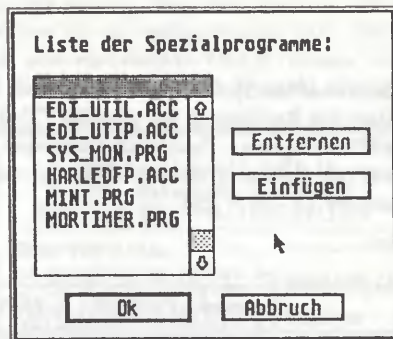 Liste der Spezialprogramme:
EDI_UTIL.ACC
EDI_UTIP.ACC
SYS_MON.PRG
HARLEDFP.ACC
MINT.PRG
MORTIMER.PRG
Entfernen
Einfügen
Ok
Abbruch